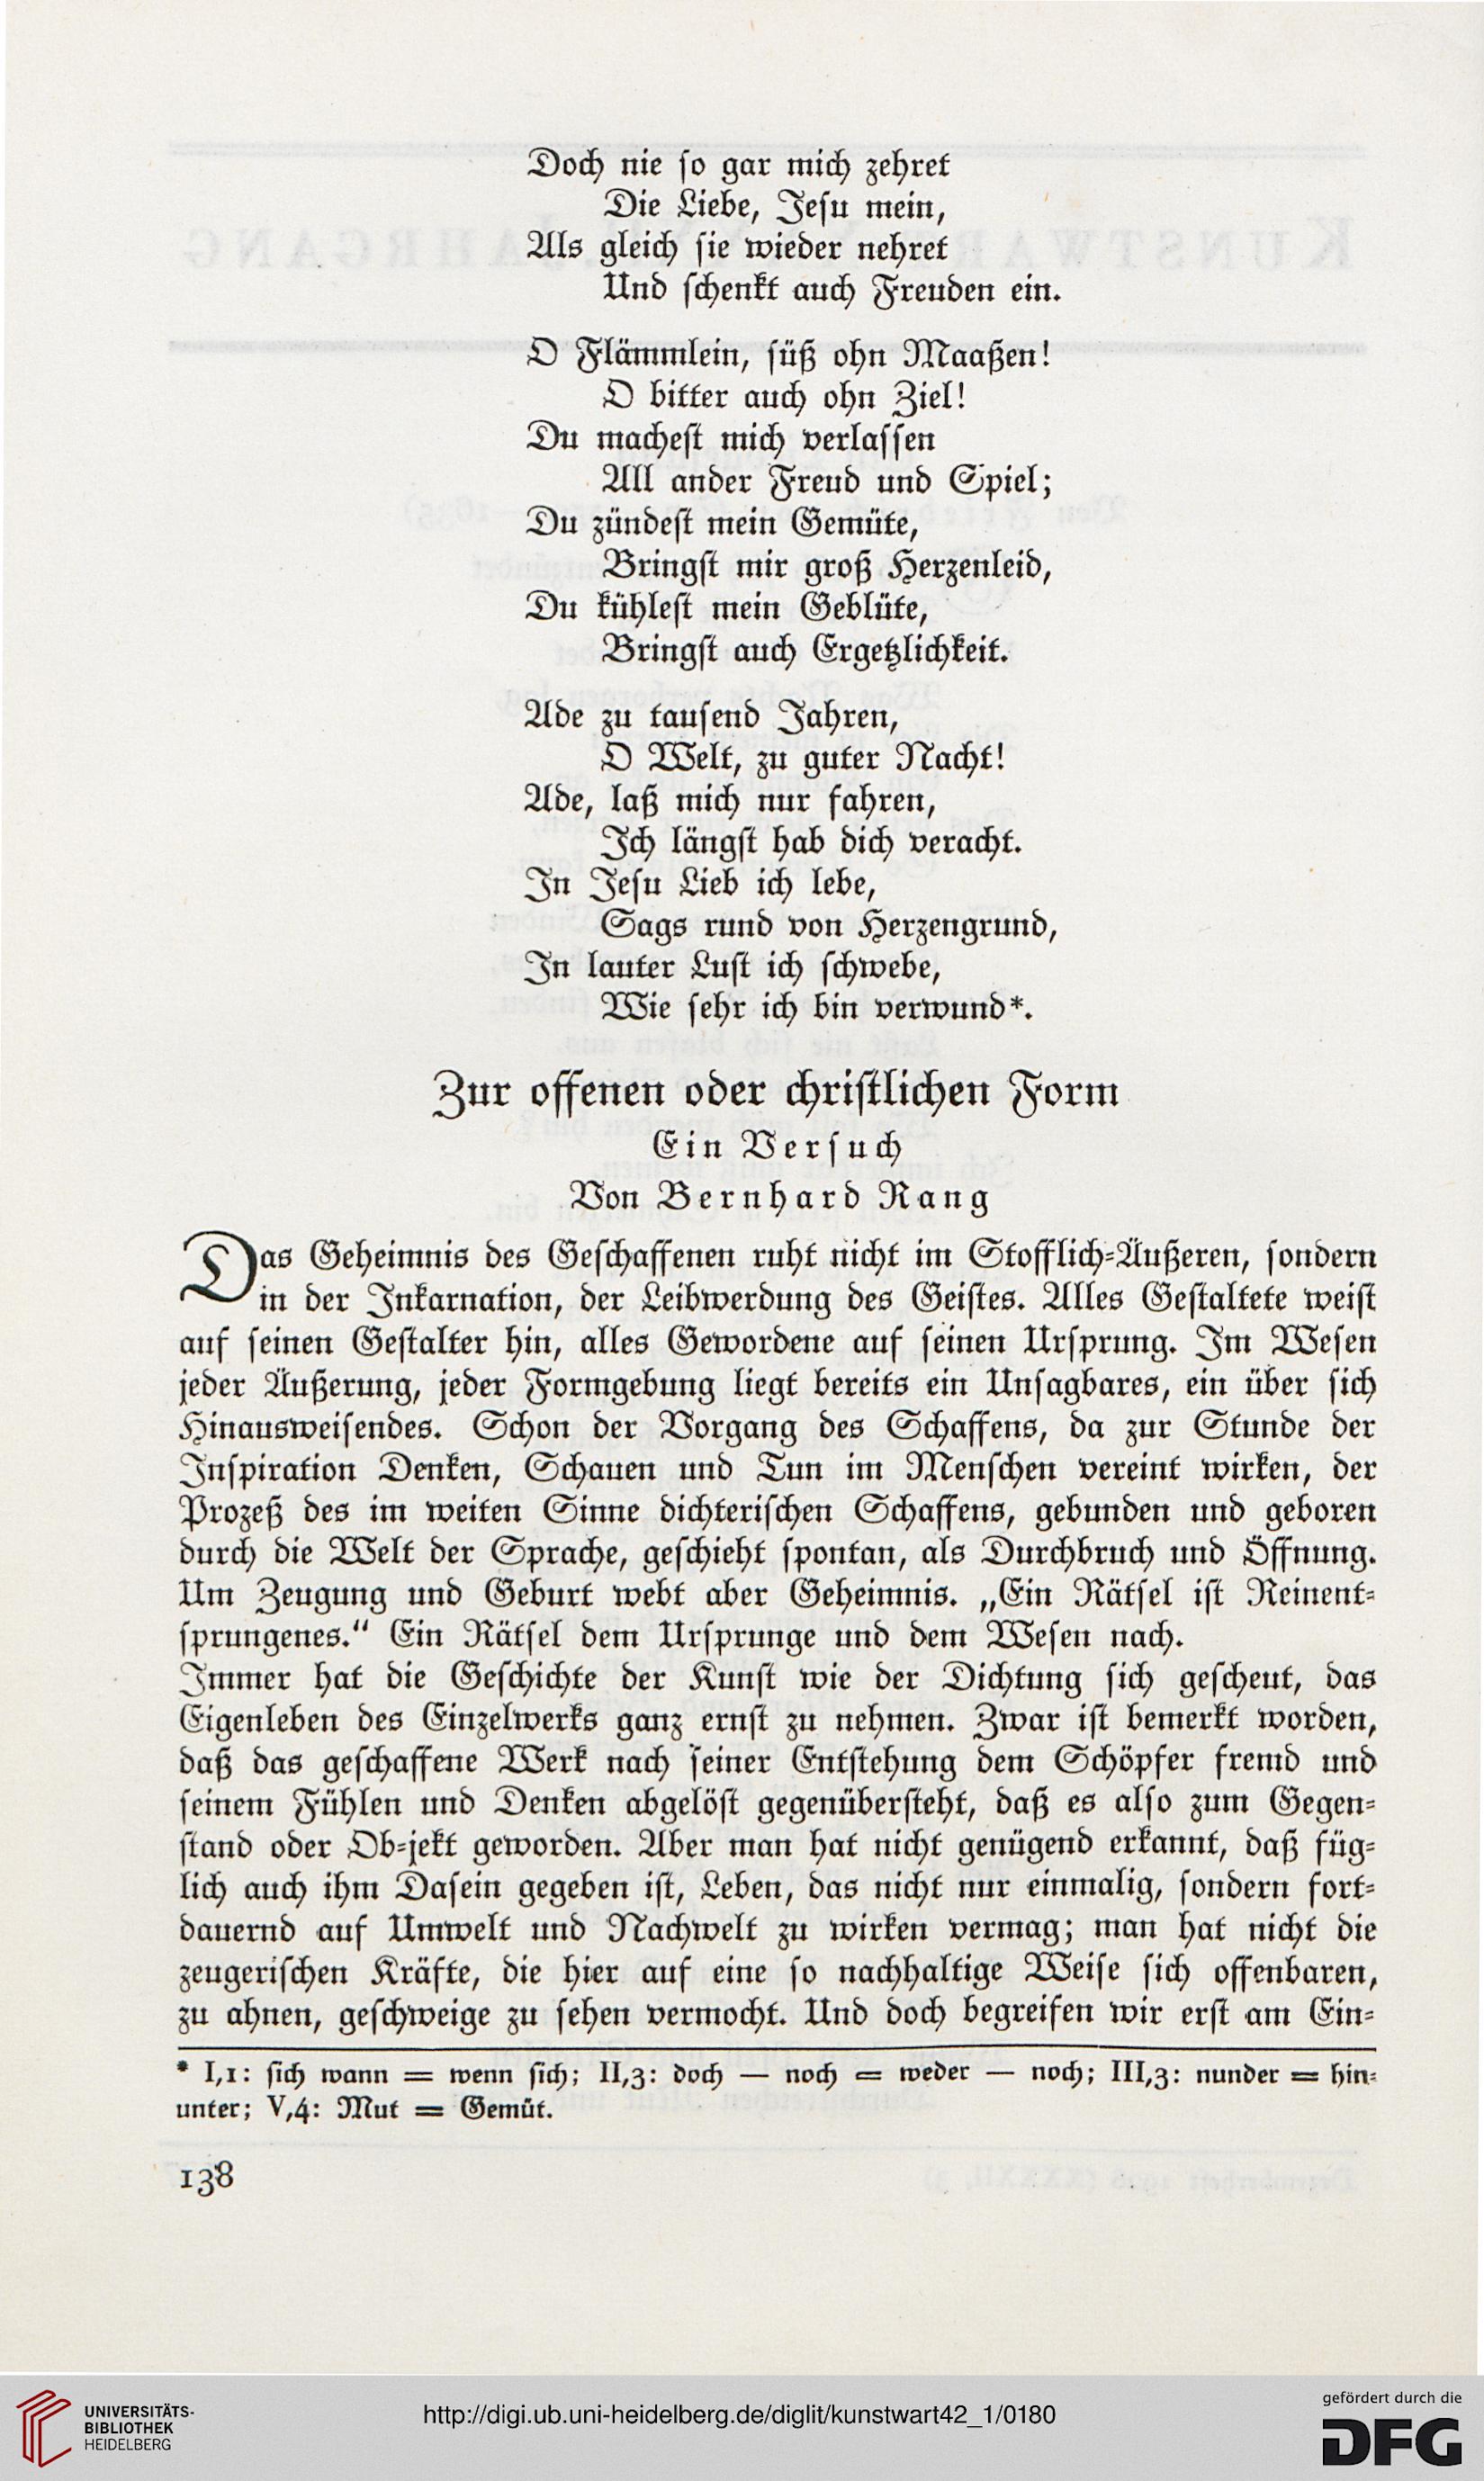 Doch nie so gar mich zehret
Die Liebe, Jesu mein,
Als gleich sie wieder nehret
Und schenkt auch Freuden ein.
O Flämmlein, süß ohn Maaßen!
O bitter auch ohn Ziel!
Du machest mich verlassen
All ander Freud und Spiel;
Du zündest mein Gemüte,
Bringst mir groß Herzenleid,
Du kühlest mein Geblüte,
Bringst auch Ergetzlichkeit.
Ade zu tausend Jahren,
O Welt, zu guter Nacht!
Ade, laß mich nur fahren,
Ich längst hab dich veracht.
In Jesu Lieb ich lebe,
Sags rund von Herzengrund,
In lauter Lust ich schwebe,
Wie sehr ich bin verwund*.
Zur offenen oder christlichen Form
Ein Versuch
Von Bernhard Rang
Das Geheimnis des Geschaffenen ruht nicht im Stofflich-Äußeren, sondern
in der Inkarnation, der Leibwerdung des Geistes. Alles Gestaltete weist
auf seinen Gestalter hin, alles Gewordene auf seinen Ursprung. Im Wesen
jeder Äußerung, jeder Formgebung liegt bereits ein Unsagbares, ein über sich
Hinausweisendes. Schon der Vorgang des Schaffens, da zur Stunde der
Inspiration Denken, Schauen und Tun im Menschen vereint wirken, der
Prozeß des im weiten Sinne dichterischen Schaffens, gebunden und geboren
durch die Welt der Sprache, geschieht spontan, als Durchbruch und Öffnung.
Um Zeugung und Geburt webt aber Geheimnis. „Ein Rätsel ist Reinent-
sprungenes.“ Ein Rätsel dem Ursprunge und dem Wesen nach.
Immer hat die Geschichte der Kunst wie der Dichtung sich gescheut, das
Eigenleben des Einzelwerks ganz ernst zu nehmen. Zwar ist bemerkt worden,
daß das geschaffene Werk nach seiner Entstehung dem Schöpfer fremd und
seinem Fühlen und Denken abgelöst gegenübersteht, daß es also zum Gegen-
stand oder Ob-jekt geworden. Aber man hat nicht genügend erkannt, daß füg-
lich auch ihm Dasein gegeben ist, Leben, das nicht nur einmalig, sondern fort-
dauernd auf Umwelt und Nachwelt zu wirken vermag; man hat nicht die
zeugerischen Kräfte, die hier auf eine so nachhaltige Weise sich offenbaren,
zu ahnen, geschweige zu sehen vermocht. Und doch begreifen wir erst am Ein-
* I,1: sich wann = wenn sich; II,3: doch — noch = weder — noch; III,3: nunder = hin-
unter; V,4: Mut = Gemüt.
138
UNIVERSITÄTS-
BIBLIOTHEK
HEIDELBERG
http://digi.ub.uni-heidelberg.de/diglit/kunstwart42_1/0180
gefördert durch die
DFG